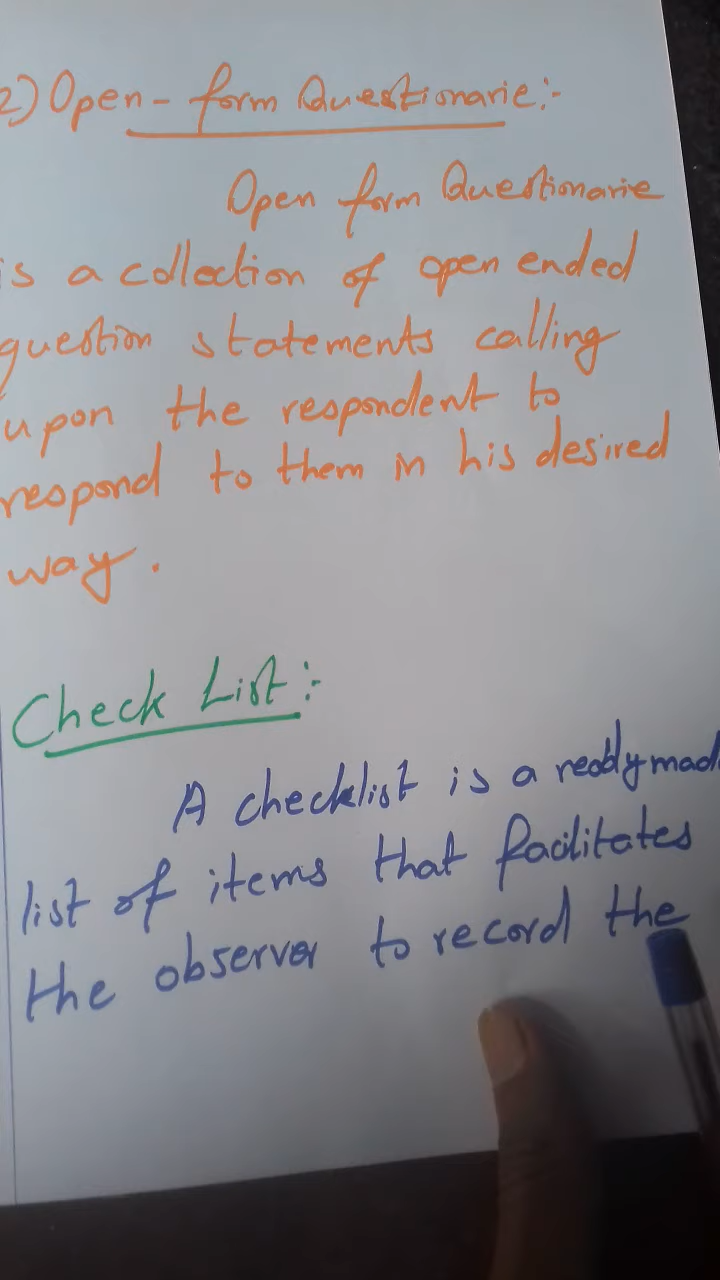 2) Open-form Questionarie:-
Open form Questionarie
is a collection of open ended
question statements calling
upon the respondent to
respond to them in his desired
way.
Check List:-
A checklist is a readymad
list of items that facilitates
the observer to record the